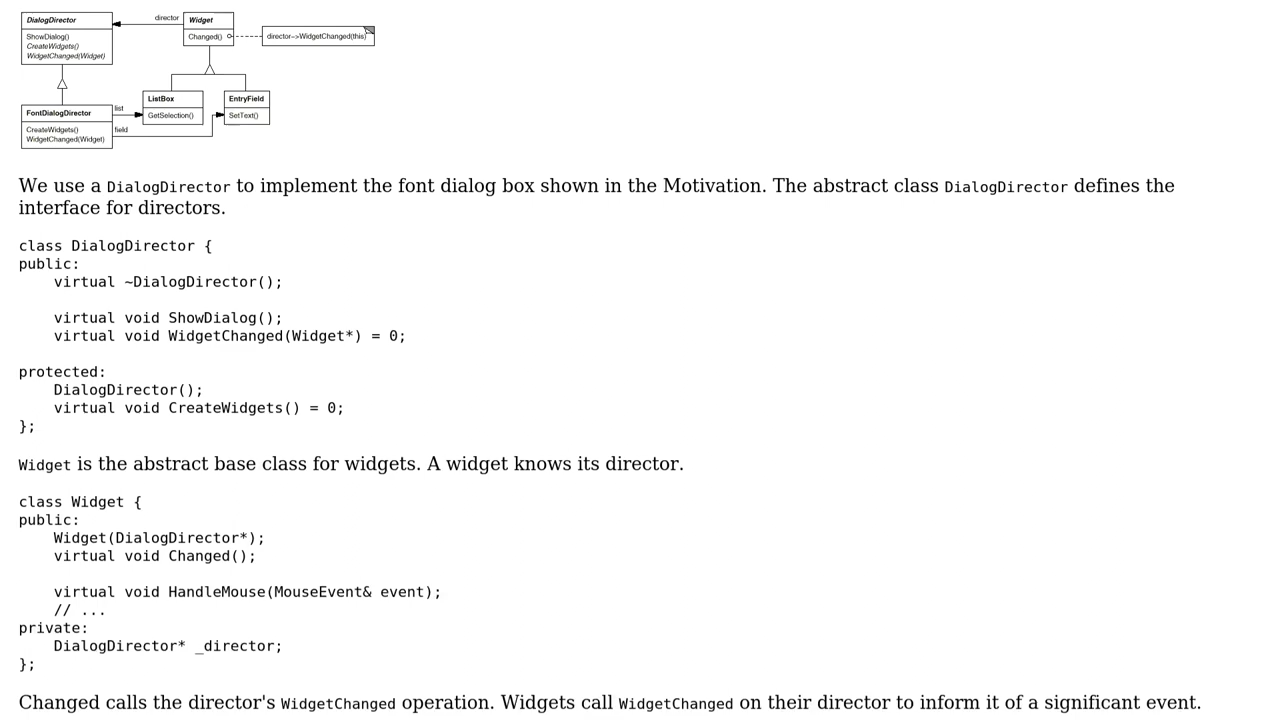 DialogDirector
director
Widget
ShowDialog()
CreateWidgets()
WidgetChanged(Widget)
Changed()
director->WidgetChanged(this)
FontDialogDirector
list
ListBox
EntryField
GetSelection()
SetText()
CreateWidgets()
WidgetChanged(Widget)
field
We use a DialogDirector to implement the font dialog box shown in the Motivation. The abstract class DialogDirector defines the
interface for directors.
class DialogDirector {
public:
    virtual ~DialogDirector();
    virtual void ShowDialog();
    virtual void WidgetChanged(Widget*) = 0;
protected:
    DialogDirector();
    virtual void CreateWidgets() = 0;
};
Widget is the abstract base class for widgets. A widget knows its director.
class Widget {
public:
    Widget(DialogDirector*);
    virtual void Changed();
    virtual void HandleMouse(MouseEvent& event);
    // ...
private:
    DialogDirector* _director;
};
Changed calls the director's WidgetChanged operation. Widgets call WidgetChanged on their director to inform it of a significant event.